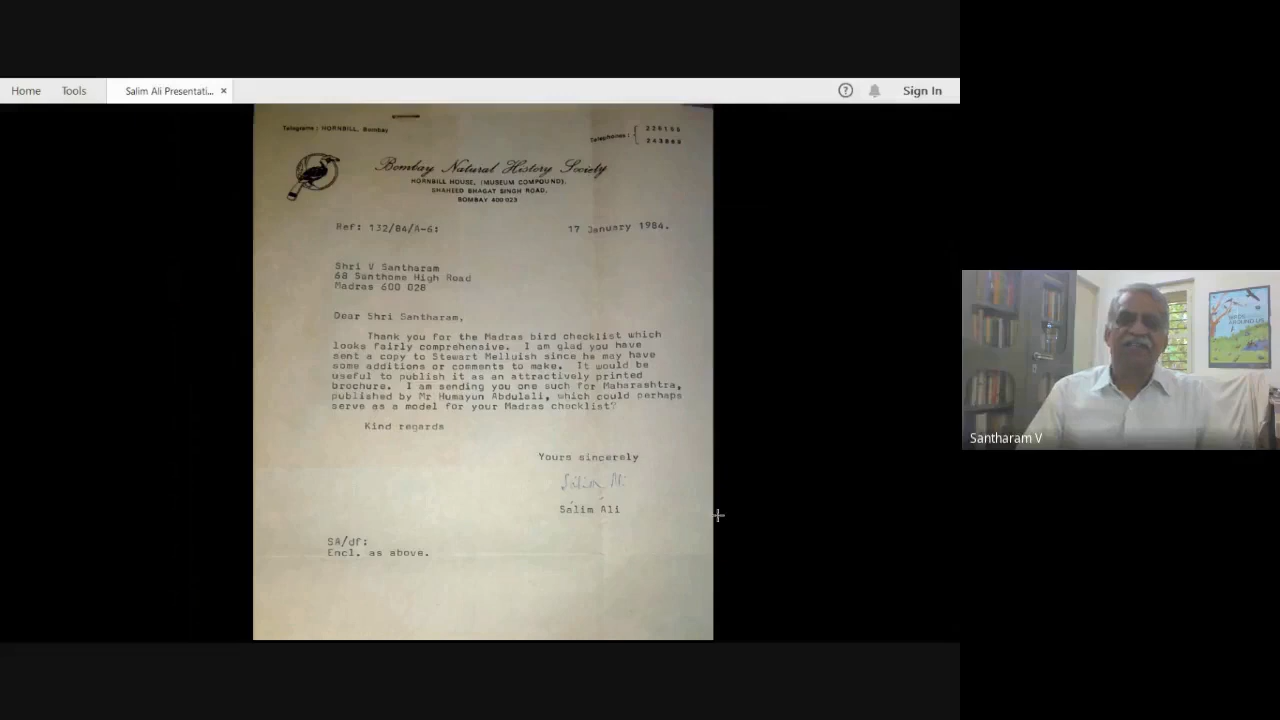 Home
Tools
Salim Ali Presentati...
×
?
Sign In
Telegrams : HORNBILL, Bombay
Telephones :
Bombay Natural History Society
HORNBILL HOUSE, (MUSEUM COMPOUND),
SHAHEED BHAGAT SINGH ROAD,
BOMBAY 400 023
Ref: 132/84/A-6:
17 January 1984.
Shri V Santharam
68 Santhome High Road
Madras 600 028
Dear Shri Santharam,
Thank you for the Madras bird checklist which
looks fairly comprehensive. I am glad you have
sent a copy to Stewart Melluish since he may have
some additions or comments to make. It would be
useful to publish it as an attractively printed
brochure. I am sending you one such for Maharashtra,
published by Mr Humayun Abdulali, which could perhaps
serve as a model for your Madras checklist?
Kind regards
Yours sincerely
Salim Ali
Salim Ali
SA/df:
Encl. as above.
AROUND US
Santharam V